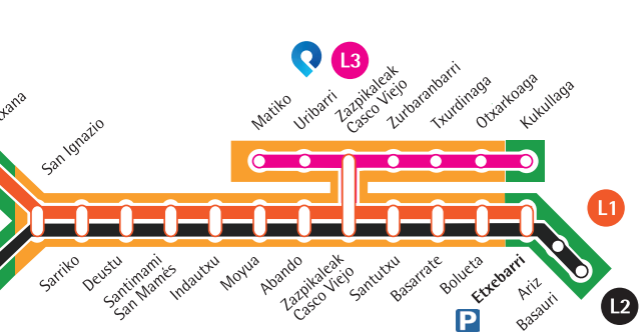 L3
Matiko
Uribarri
Zazpikaleak
Casco Viejo
Zurbaranbarri
Txurdinaga
Otxarkoaga
Kukullaga
San Ignazio
L1
Sarriko
Deustu
Santimami
San Mamés
Indautxu
Moyua
Abando
Zazpikaleak
Casco Viejo
Santutxu
Basarrate
Bolueta
Etxebarri
Ariz
Basauri
P
L2